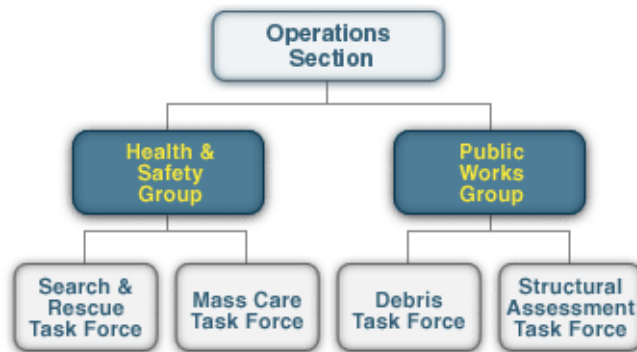 Operations
Section
Health &
Safety
Group
Public
Works
Group
Search &
Rescue
Task Force
Mass Care
Task Force
Debris
Task Force
Structural
Assessment
Task Force